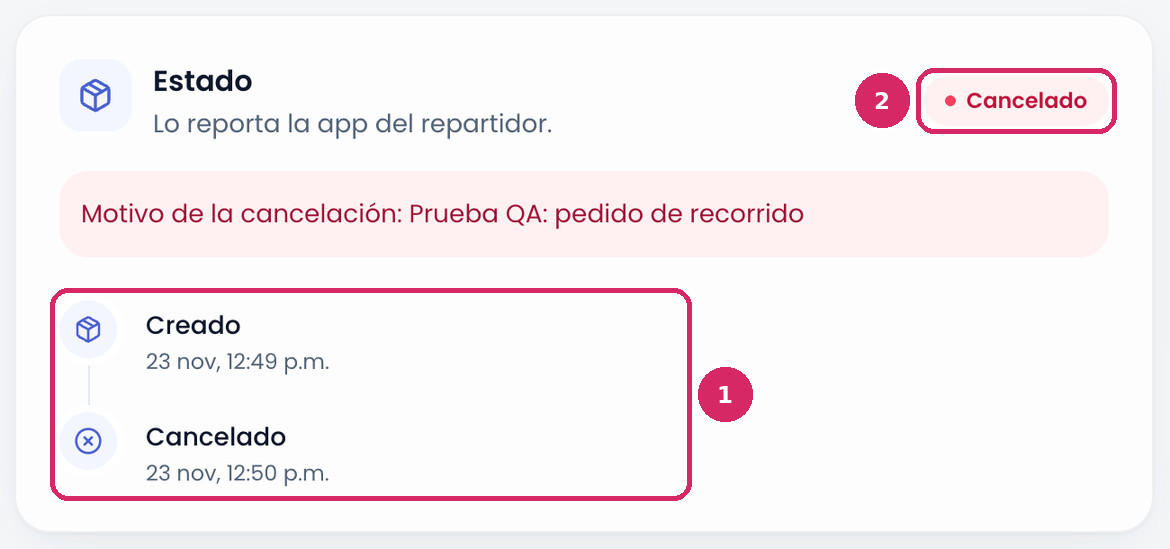 Estado
Lo reporta la app del repartidor.
2
Cancelado
Motivo de la cancelación: Prueba QA: pedido de recorrido
Creado
23 nov, 12:49 p.m.
1
Cancelado
23 nov, 12:50 p.m.